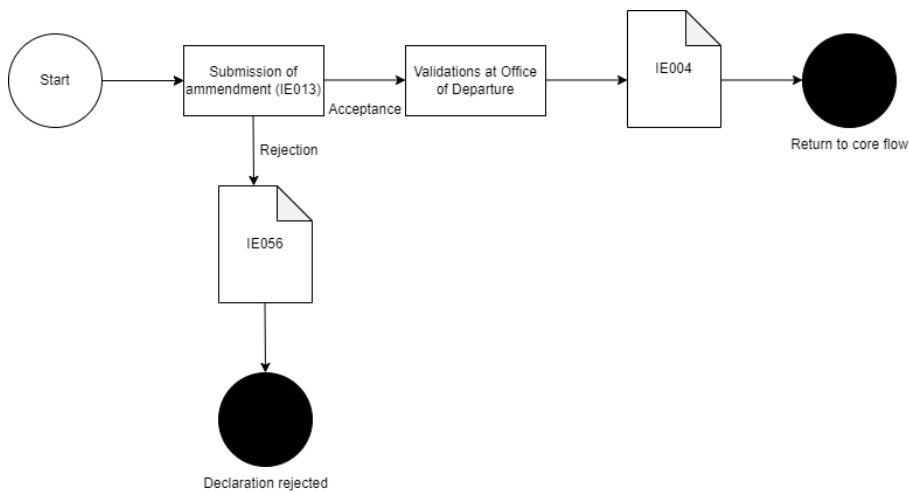 Start
Submission of
ammendment (IE013)
Acceptance
Validations at Office
of Departure
IE004
Return to core flow
Rejection
IE056
Declaration rejected